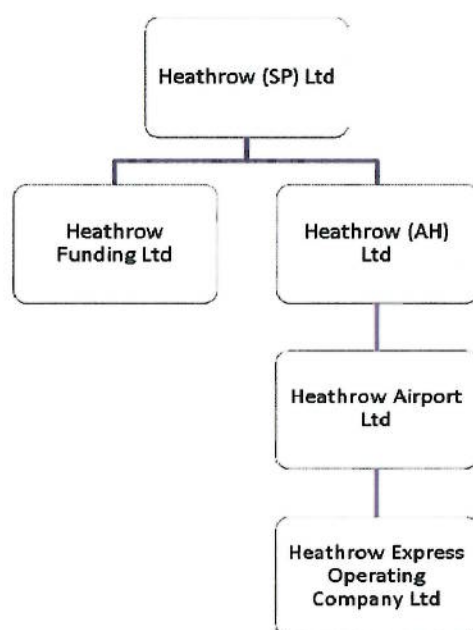 Heathrow (SP) Ltd
Heathrow
Funding Ltd
Heathrow (AH)
Ltd
Heathrow Airport
Ltd
Heathrow Express
Operating
Company Ltd